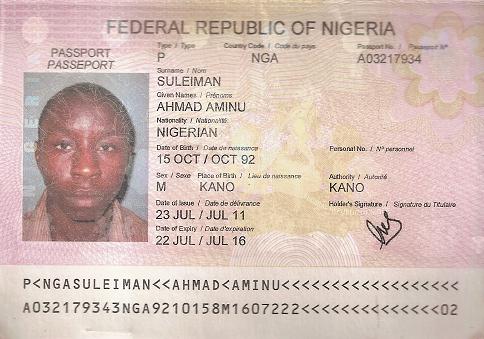 FEDERAL REPUBLIC OF NIGERIA
PASSPORT
PASSEPORT
Type / Type Country Code / Code du pays Passport No. / Passeport N°
P NGA A03217934
Surname / Nom
SULEIMAN
Given Names / Prénoms
AHMAD AMINU
Nationality / Nationalité
NIGERIAN
Date of Birth / Date de naissance Personal No. / N° personnel
15 OCT / OCT 92
Sex / Sexe Place of Birth / Lieu de naissance Authority / Autorité
M KANO KANO
Date of Issue / Date de délivrance Holder's Signature / Signature du Titulaire
23 JUL / JUL 11
Date of Expiry / Date d'expiration
22 JUL / JUL 16
P<NGASULEIMAN<<AHMAD<AMINU<<<<<<<<<<<<<<<<<<
A032179343NGA9210158M1607222<<<<<<<<<<<<<<02